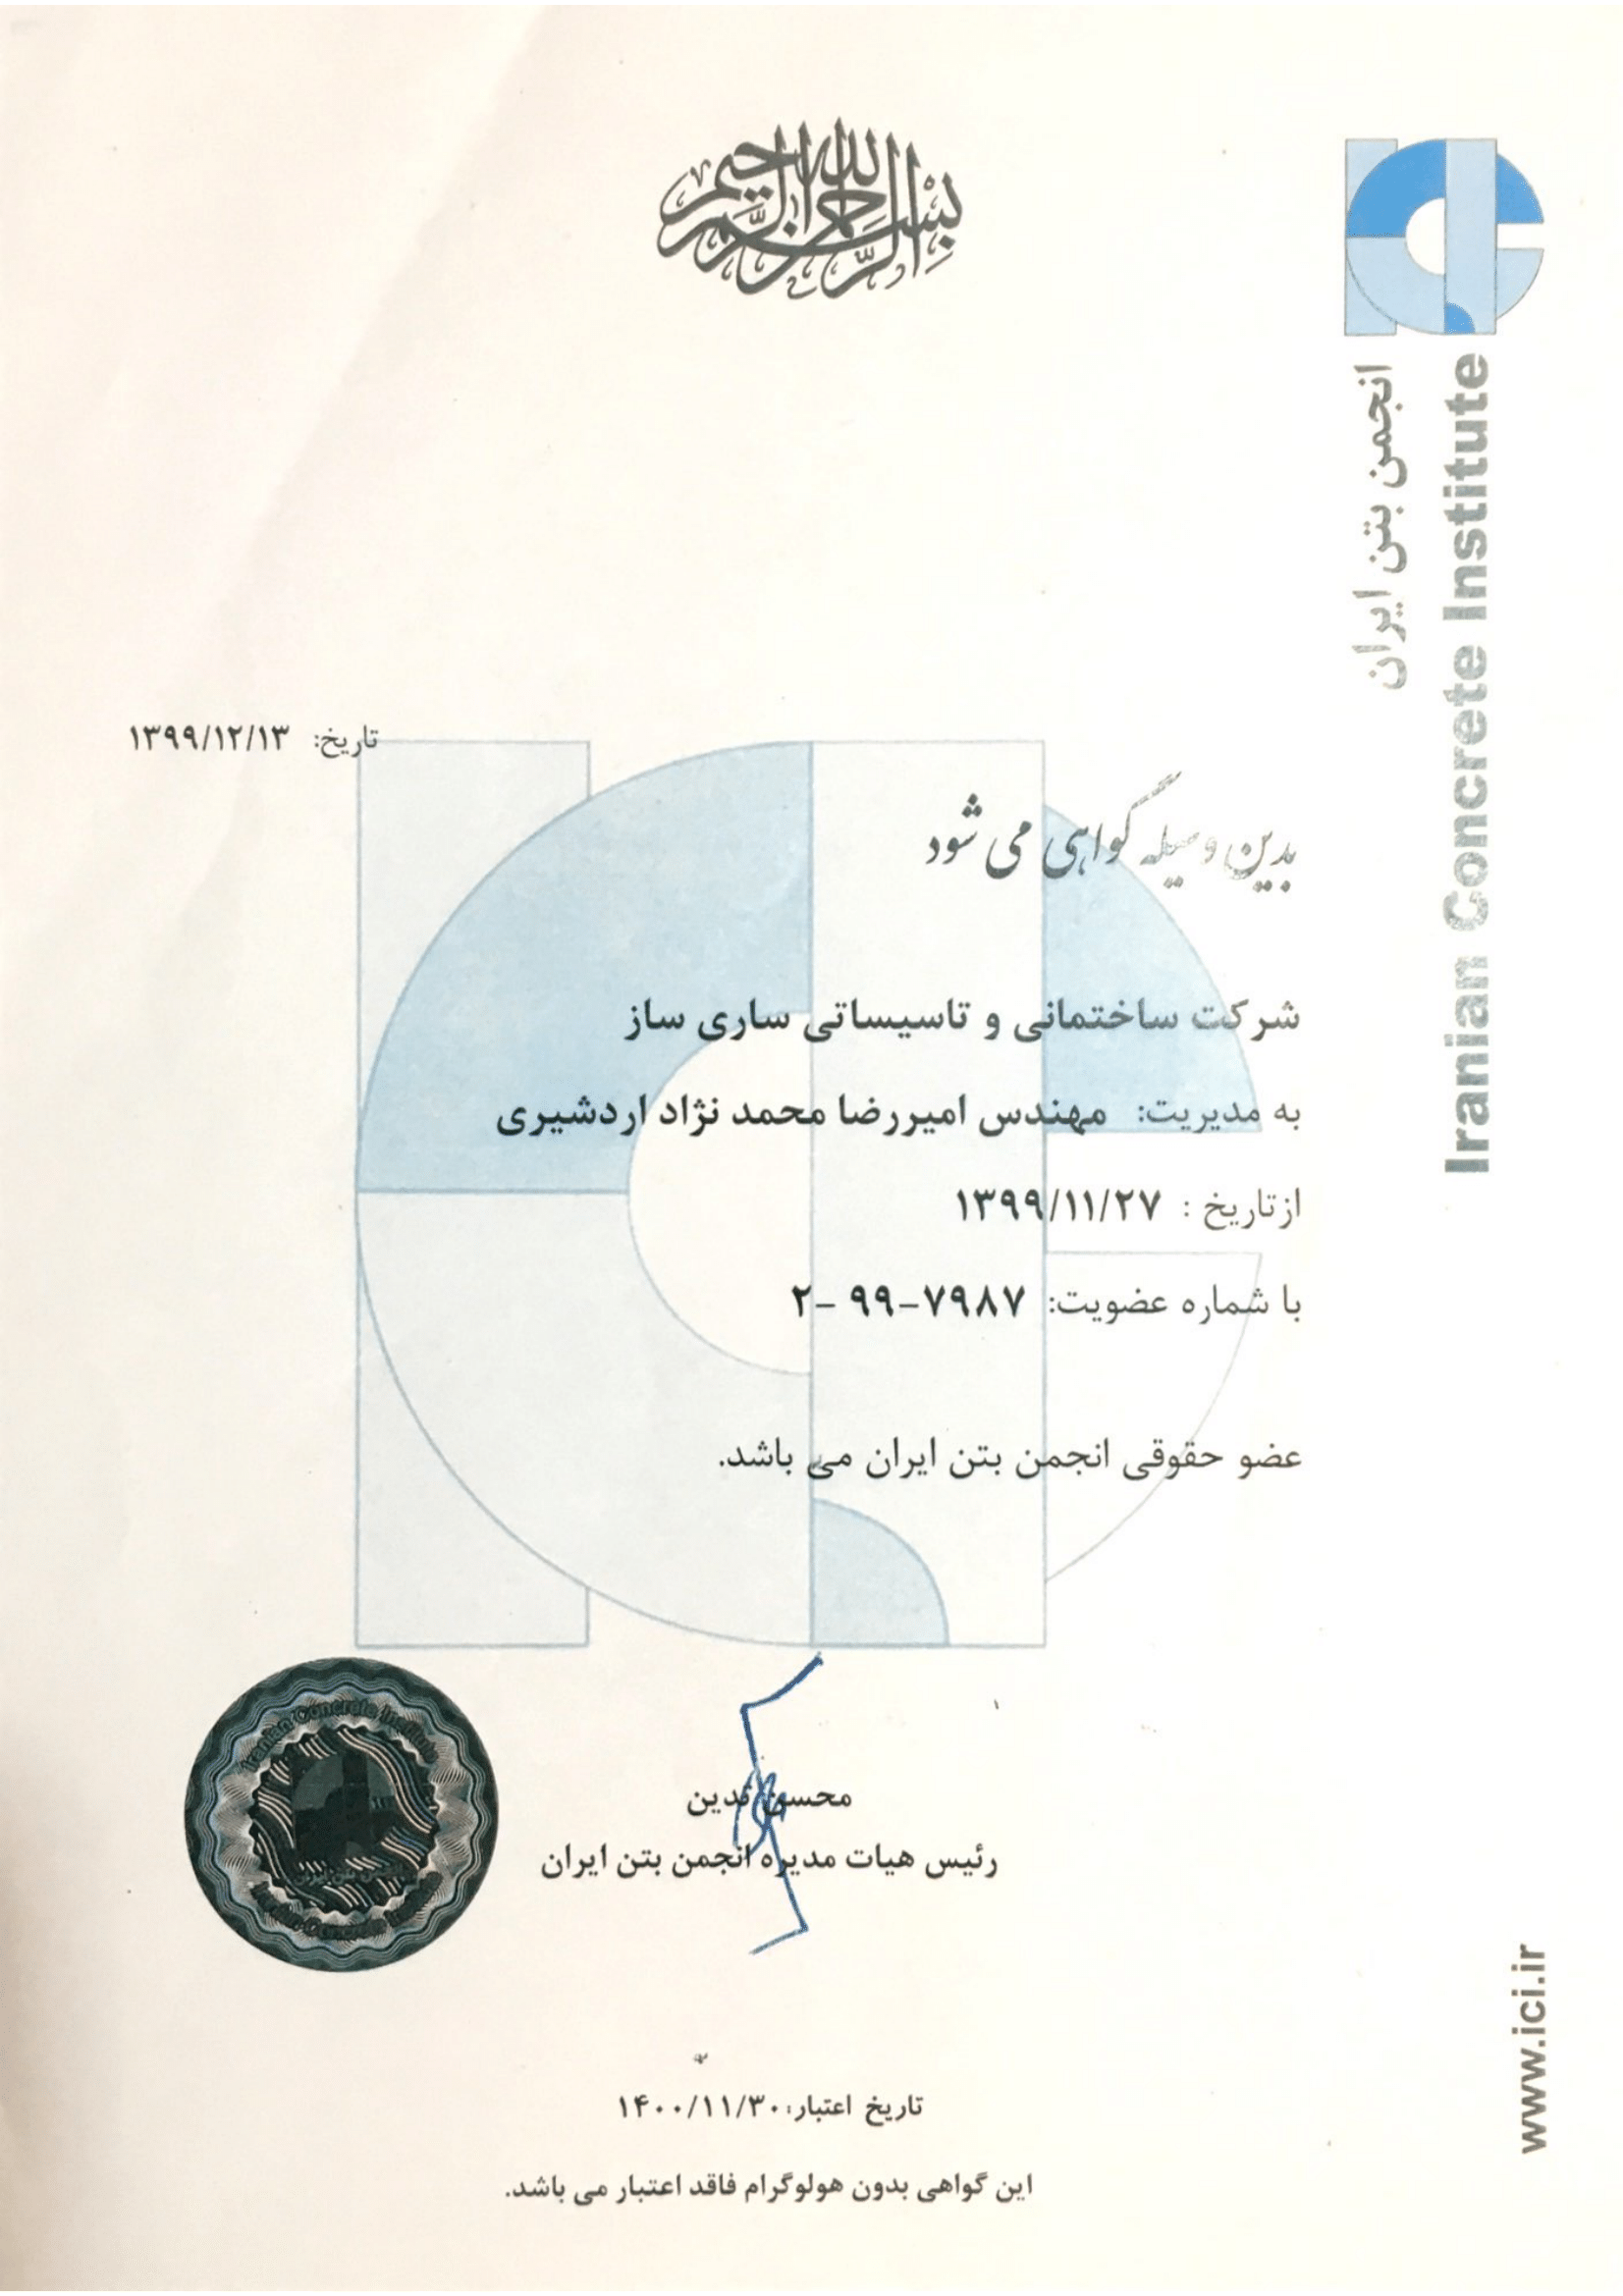 بسم الله الرحمن الرحیم
انجمن بتن ایران
Iranian Concrete Institute
تاریخ: ۱۳۹۹/۱۲/۱۳
بدین وسیله گواهی می شود
شرکت ساختمانی و تاسیساتی ساری ساز
به مدیریت: مهندس امیررضا محمد نژاد اردشیری
ازتاریخ : ۱۳۹۹/۱۱/۲۷
با شماره عضویت: ۷۹۸۷-۹۹ -۲
عضو حقوقی انجمن بتن ایران می باشد.
Iranian Concrete Institute
انجمن بتن ایران
Iranian Concrete Institute
محسن تدین
رئیس هیات مدیره انجمن بتن ایران
تاریخ اعتبار:۱۴۰۰/۱۱/۳۰
این گواهی بدون هولوگرام فاقد اعتبار می باشد.
www.ici.ir